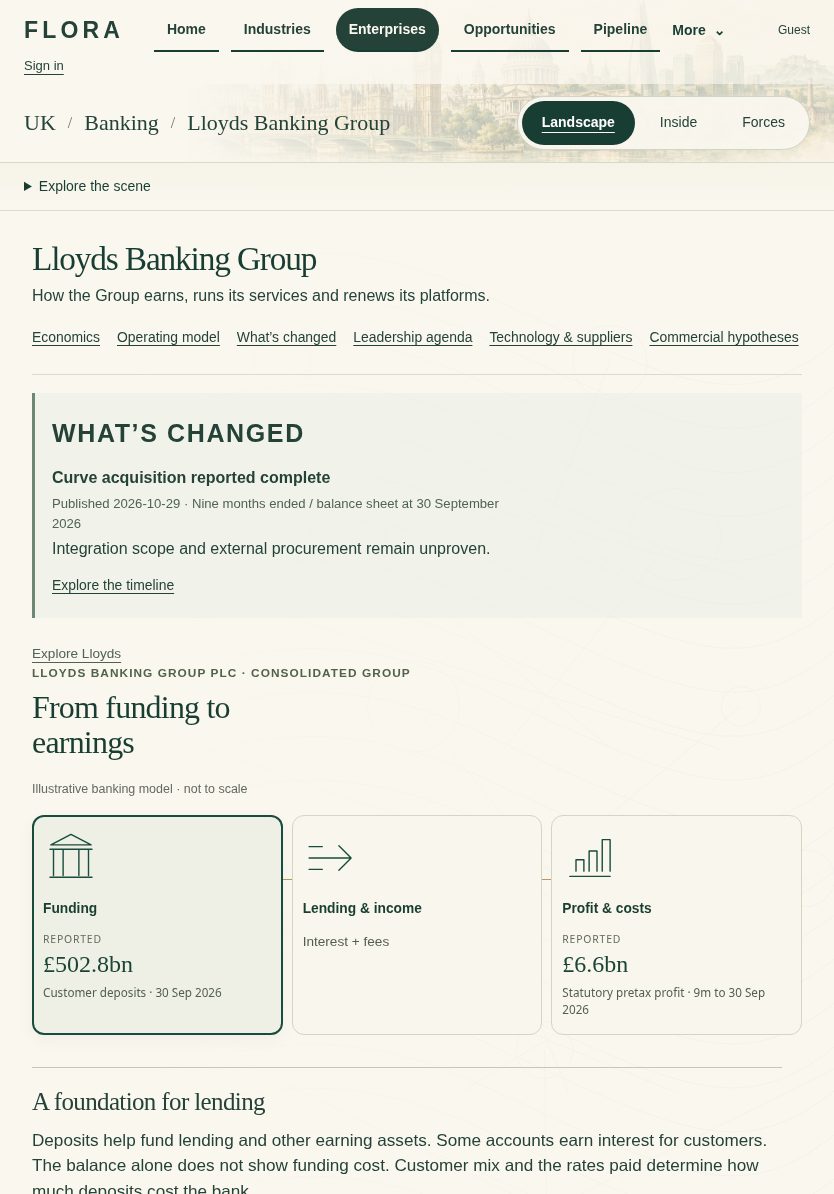 FLORA
Home
Industries
Enterprises
Opportunities
Pipeline
More
Guest
Sign in
UK / Banking / Lloyds Banking Group
Landscape
Inside
Forces
Explore the scene
Lloyds Banking Group
How the Group earns, runs its services and renews its platforms.
Economics
Operating model
What's changed
Leadership agenda
Technology & suppliers
Commercial hypotheses
WHAT'S CHANGED
Curve acquisition reported complete
Published 2026-10-29 · Nine months ended / balance sheet at 30 September
2026
Integration scope and external procurement remain unproven.
Explore the timeline
Explore Lloyds
LLOYDS BANKING GROUP PLC · CONSOLIDATED GROUP
From funding to
earnings
Illustrative banking model · not to scale
Funding
REPORTED
£502.8bn
Customer deposits · 30 Sep 2026
Lending & income
Interest + fees
Profit & costs
REPORTED
£6.6bn
Statutory pretax profit · 9m to 30 Sep
2026
A foundation for lending
Deposits help fund lending and other earning assets. Some accounts earn interest for customers.
The balance alone does not show funding cost. Customer mix and the rates paid determine how
much deposits cost the bank.